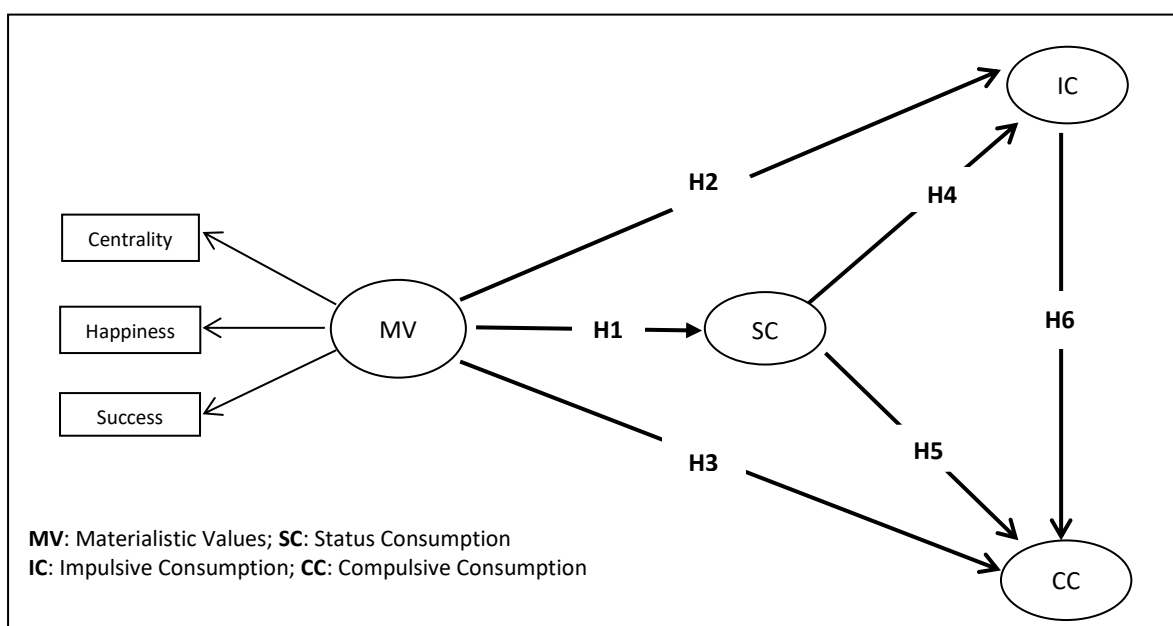 IC
H2
H4
Centrality
Happiness
MV
H1
SC
H6
Success
H3
H5
MV: Materialistic Values; SC: Status Consumption
IC: Impulsive Consumption; CC: Compulsive Consumption
CC